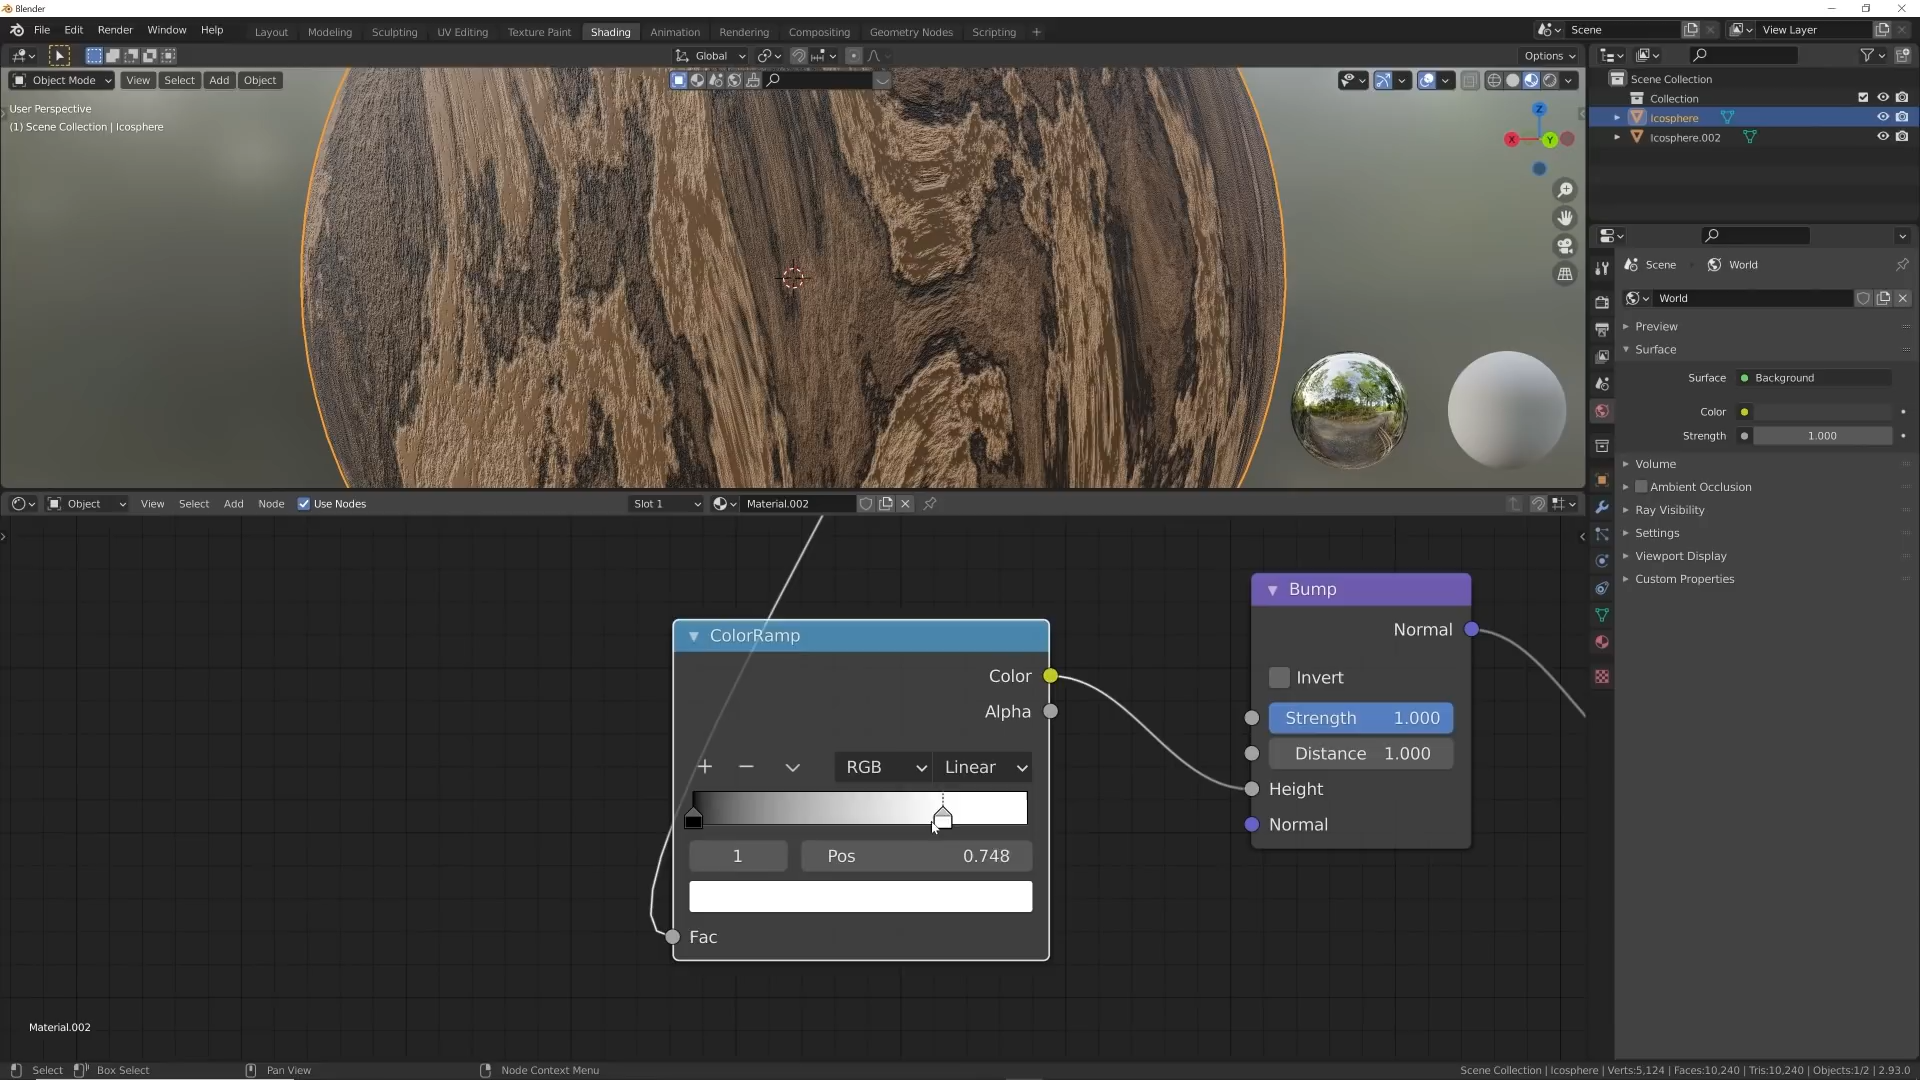 Blender
File Edit Render Window Help Layout Modeling Sculpting UV Editing Texture Paint Shading Animation Rendering Compositing Geometry Nodes Scripting + Scene View Layer
Global Options
Object Mode View Select Add Object
User Perspective
(1) Scene Collection | Icosphere
Z
X Y
Scene Collection
Collection
Icosphere
Icosphere.002
Scene World
World
Preview
Surface
Surface Background
Color
Strength 1.000
Volume
Ambient Occlusion
Ray Visibility
Settings
Viewport Display
Custom Properties
Object View Select Add Node Use Nodes Slot 1 Material.002
ColorRamp
Color
Alpha
RGB Linear
1 Pos 0.748
Fac
Bump
Normal
Invert
Strength 1.000
Distance 1.000
Height
Normal
Material.002
Select Box Select Pan View Node Context Menu Scene Collection | Icosphere | Verts:5,124 | Faces:10,240 | Tris:10,240 | Objects:1/2 | 2.93.0